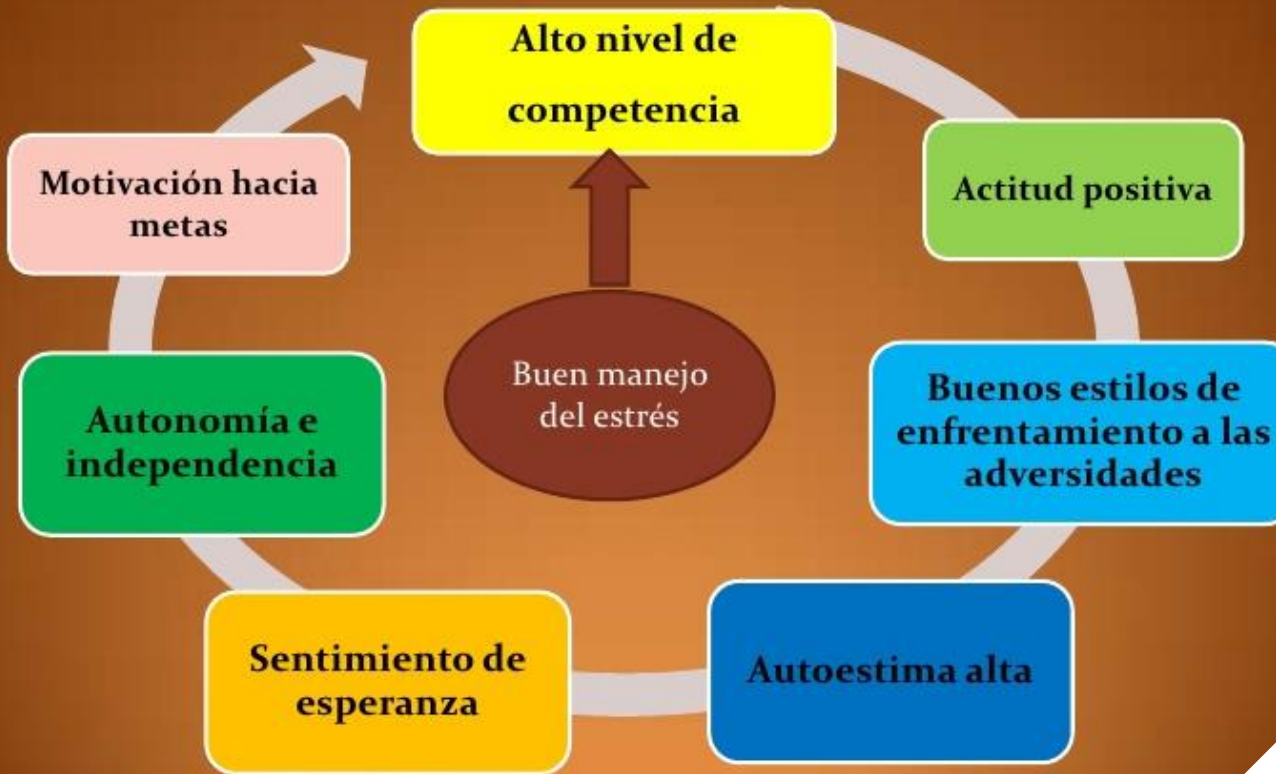 Alto nivel de
competencia
Actitud positiva
Buenos estilos de
enfrentamiento a las
adversidades
Autoestima alta
Sentimiento de
esperanza
Autonomía e
independencia
Motivación hacia
metas
Buen manejo
del estrés